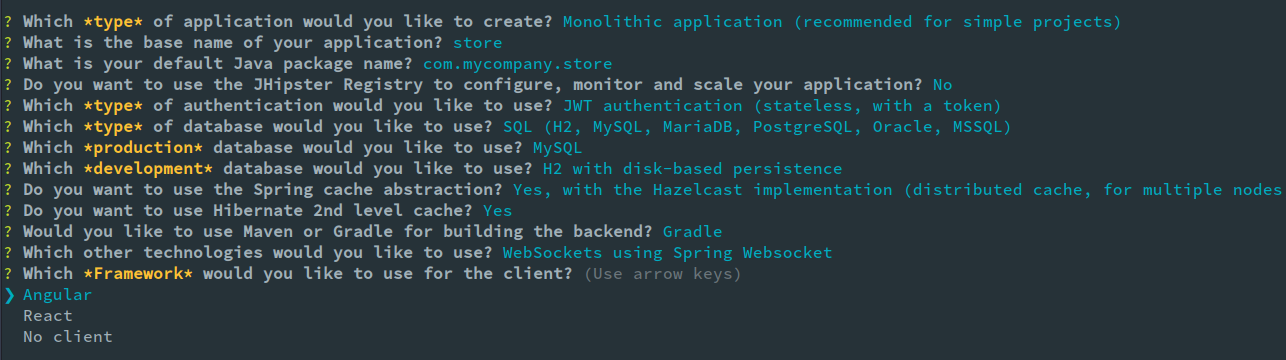 ? Which *type* of application would you like to create? Monolithic application (recommended for simple projects)
? What is the base name of your application? store
? What is your default Java package name? com.mycompany.store
? Do you want to use the JHipster Registry to configure, monitor and scale your application? No
? Which *type* of authentication would you like to use? JWT authentication (stateless, with a token)
? Which *type* of database would you like to use? SQL (H2, MySQL, MariaDB, PostgreSQL, Oracle, MSSQL)
? Which *production* database would you like to use? MySQL
? Which *development* database would you like to use? H2 with disk-based persistence
? Do you want to use the Spring cache abstraction? Yes, with the Hazelcast implementation (distributed cache, for multiple nodes
? Do you want to use Hibernate 2nd level cache? Yes
? Would you like to use Maven or Gradle for building the backend? Gradle
? Which other technologies would you like to use? WebSockets using Spring Websocket
? Which *Framework* would you like to use for the client? (Use arrow keys)
❯ Angular
React
No client